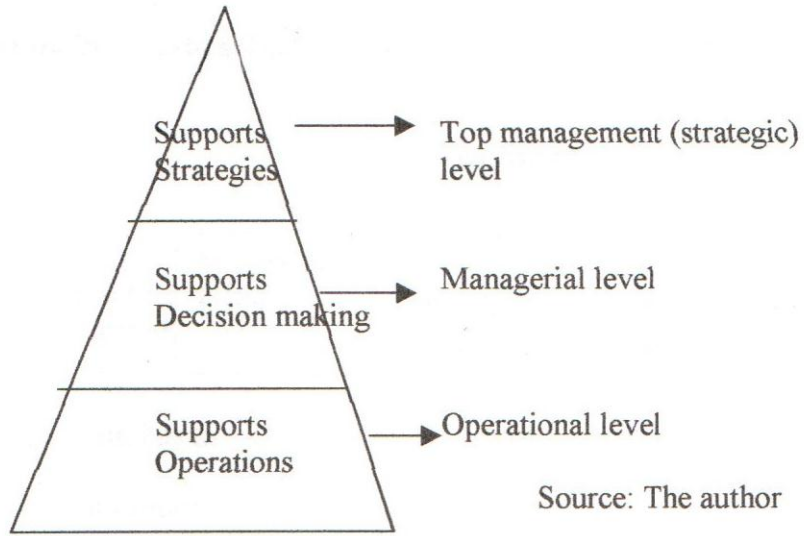 Supports
Strategies
Top management (strategic)
level
Supports
Decision making
Managerial level
Supports
Operations
Operational level
Source: The author